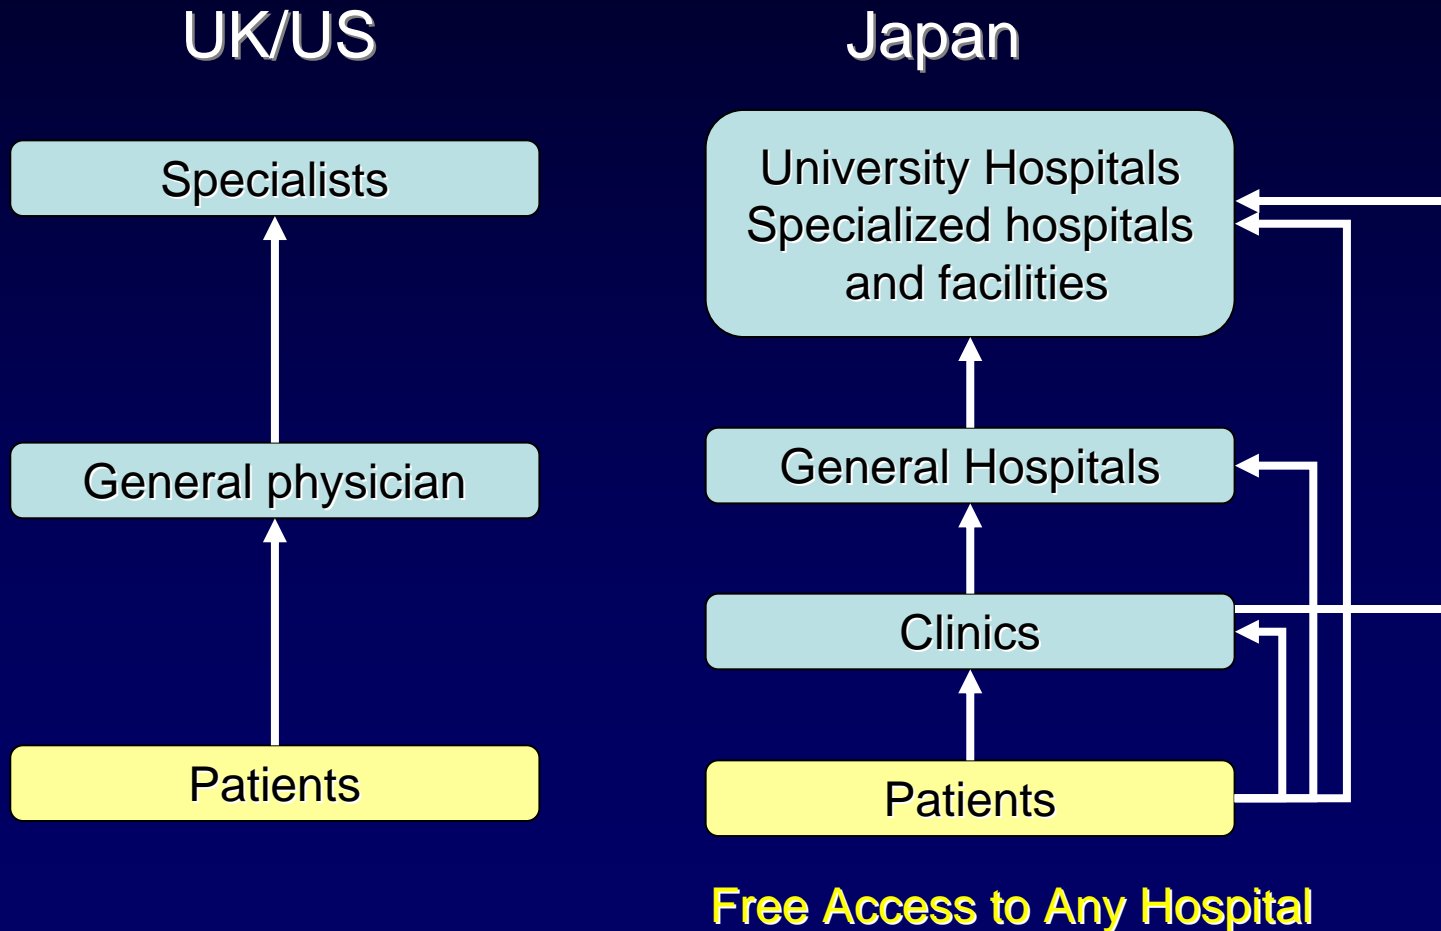 UK/US
Specialists
General physician
Patients
Japan
University Hospitals
Specialized hospitals
and facilities
General Hospitals
Clinics
Patients
Free Access to Any Hospital